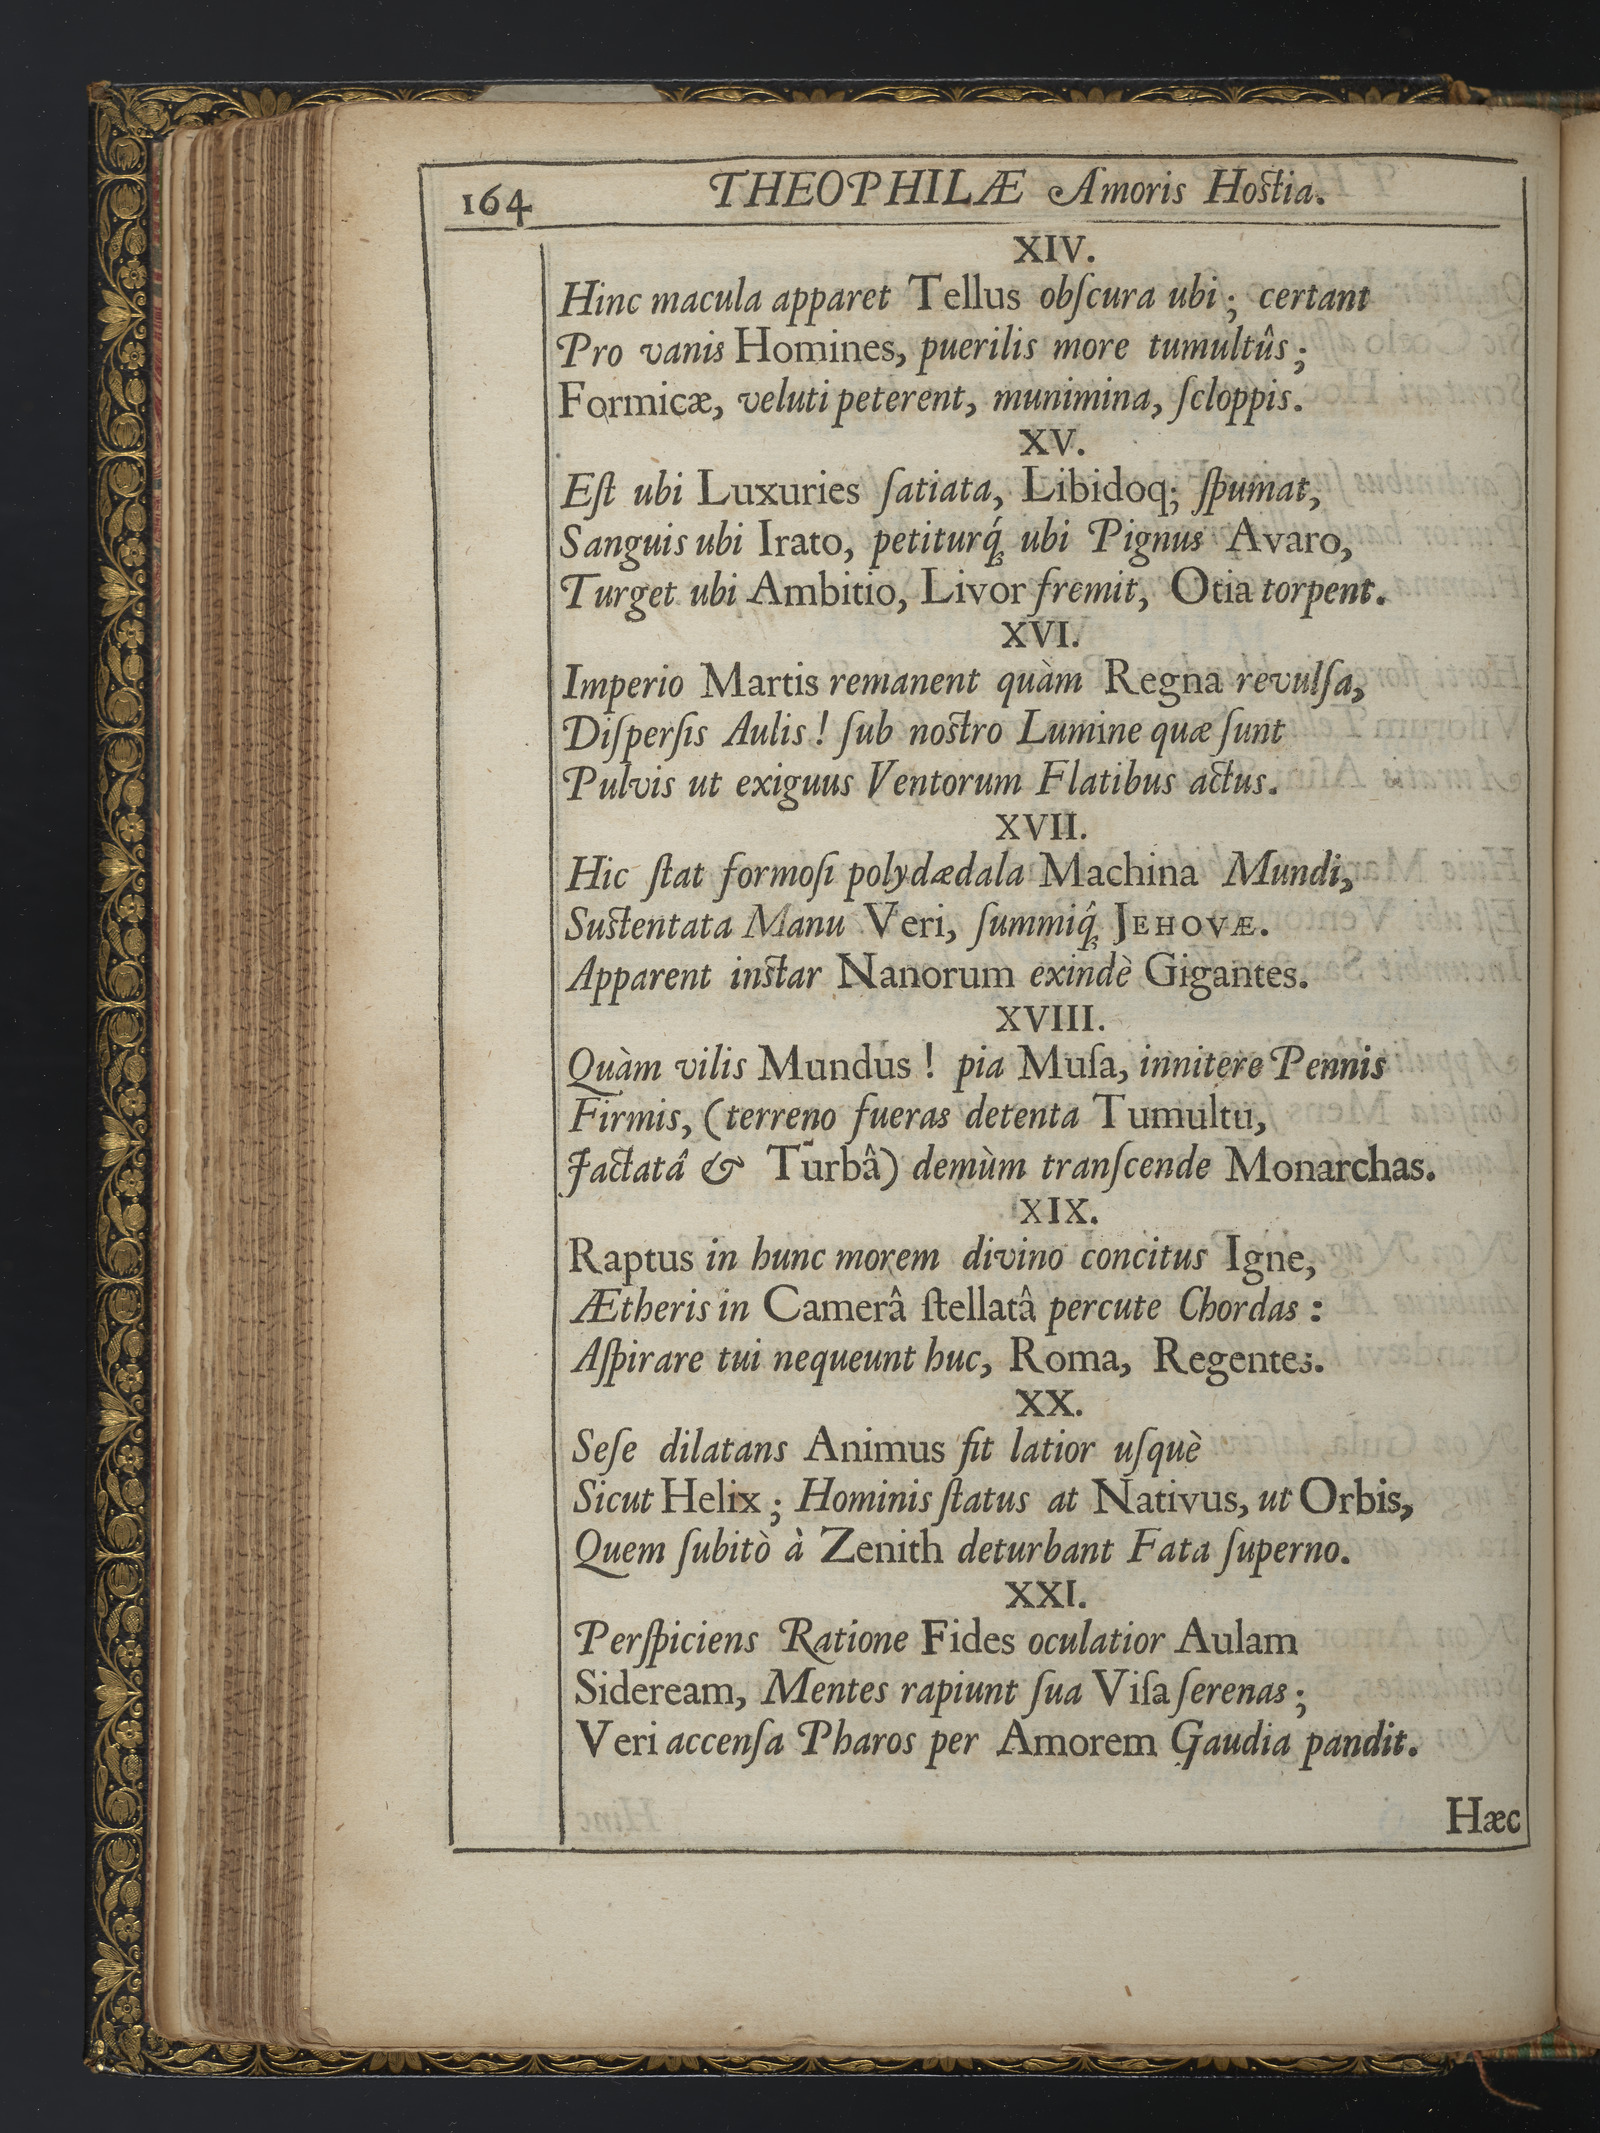 164 THEOPHILÆ Amoris Hostia.
XIV.
Hinc macula apparet Tellus obſcura ubi; certant
Pro vanis Homines, puerilis more tumultûs;
Formicæ, veluti peterent, munimina, ſcloppis.
XV.
Eſt ubi Luxuries ſatiata, Libidoq; ſpumat,
Sanguis ubi Irato, petiturq́; ubi Pignus Avaro,
Turget ubi Ambitio, Livor fremit, Otia torpent.
XVI.
Imperio Martis remanent quàm Regna revulſa,
Diſperſis Aulis! ſub nostro Lumine quæ ſunt
Pulvis ut exiguus Ventorum Flatibus actus.
XVII.
Hic ſtat formoſi polydædala Machina Mundi,
Sustentata Manu Veri, ſummiq̂; JEHOVÆ.
Apparent instar Nanorum exindè Gigantes.
XVIII.
Quàm vilis Mundus! pia Muſa, innitere Pennis
Firmis, (terreno fueras detenta Tumultu,
Jactatâ & Turbâ) demùm tranſcende Monarchas.
XIX.
Raptus in hunc morem divino concitus Igne,
Ætheris in Camerâ ſtellatâ percute Chordas:
Aſpirare tui nequeunt huc, Roma, Regentes.
XX.
Seſe dilatans Animus fit latior uſquè
Sicut Helix; Hominis ſtatus at Nativus, ut Orbis,
Quem ſubitò à Zenith deturbant Fata ſuperno.
XXI.
Perſpiciens Ratione Fides oculatior Aulam
Sideream, Mentes rapiunt ſua Viſa ſerenas;
Veri accenſa Pharos per Amorem Gaudia pandit.
Hæc